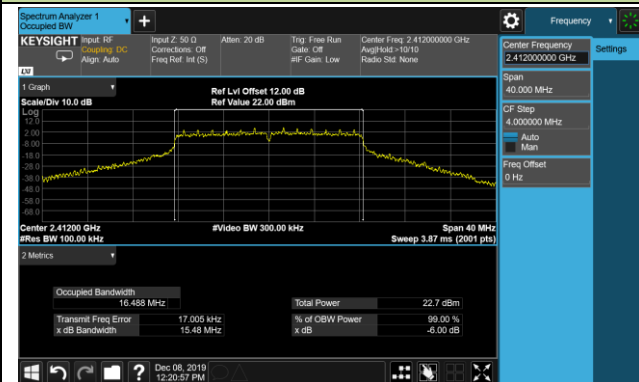 Spectrum Analyzer 1
Occupied BW
Frequency
KEYSIGHT
Input: RF
Coupling: DC
Align: Auto
Input Z: 50 Ω
Corrections: Off
Freq Ref: Int (S)
Atten: 20 dB
Trig: Free Run
Gate: Off
#IF Gain: Low
Center Freq: 2.412000000 GHz
Avg|Hold:>10/10
Radio Std: None
LXI
Center Frequency
2.412000000 GHz
Settings
Span
40.000 MHz
CF Step
4.000000 MHz
Auto
Man
Freq Offset
0 Hz
1 Graph
Scale/Div 10.0 dB
Ref Lvl Offset 12.00 dB
Ref Value 22.00 dBm
Log
12.0
2.00
-8.00
-18.0
-28.0
-38.0
-48.0
-58.0
-68.0
Center 2.41200 GHz
#Res BW 100.00 kHz
#Video BW 300.00 kHz
Span 40 MHz
Sweep 3.87 ms (2001 pts)
2 Metrics
Occupied Bandwidth
16.488 MHz
Total Power 22.7 dBm
Transmit Freq Error 17.005 kHz
% of OBW Power 99.00 %
x dB Bandwidth 15.48 MHz
x dB -6.00 dB
?
Dec 08, 2019
12:20:57 PM